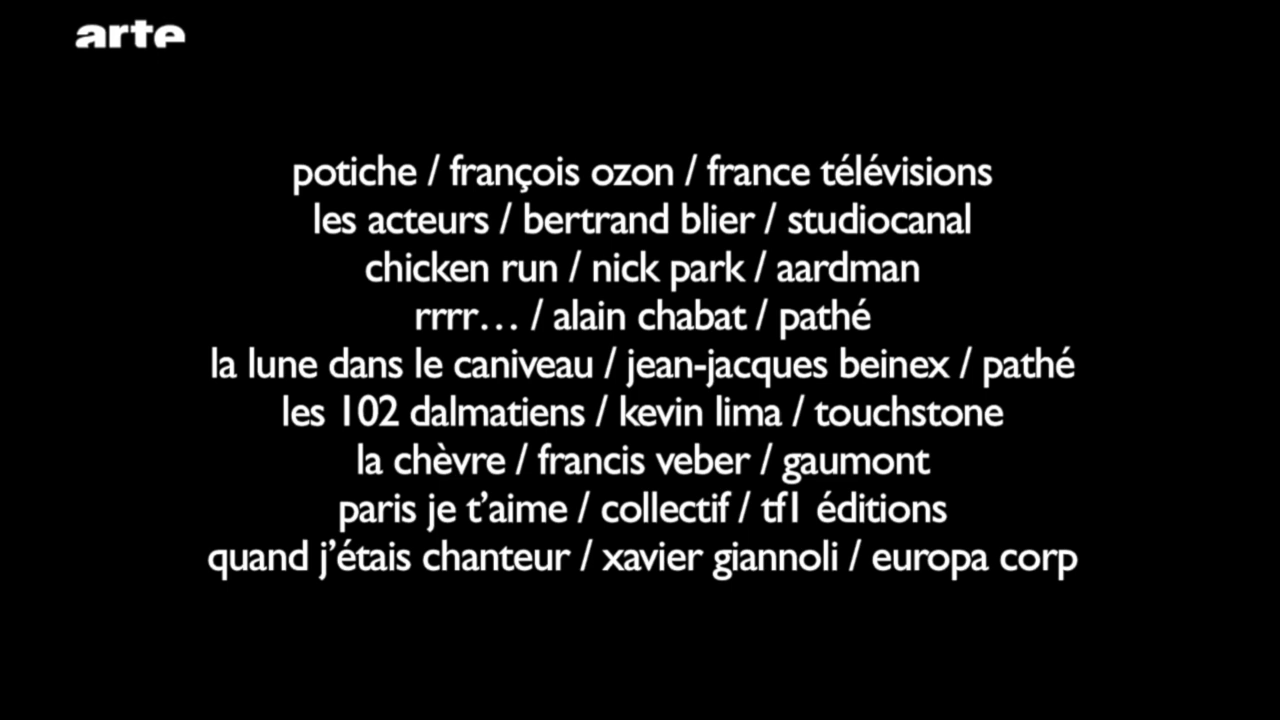 arte
potiche / françois ozon / france télévisions
les acteurs / bertrand blier / studiocanal
chicken run / nick park / aardman
rrrr... / alain chabat / pathé
la lune dans le caniveau / jean-jacques beinex / pathé
les 102 dalmatiens / kevin lima / touchstone
la chèvre / francis veber / gaumont
paris je t'aime / collectif / tf1 éditions
quand j'étais chanteur / xavier giannoli / europa corp